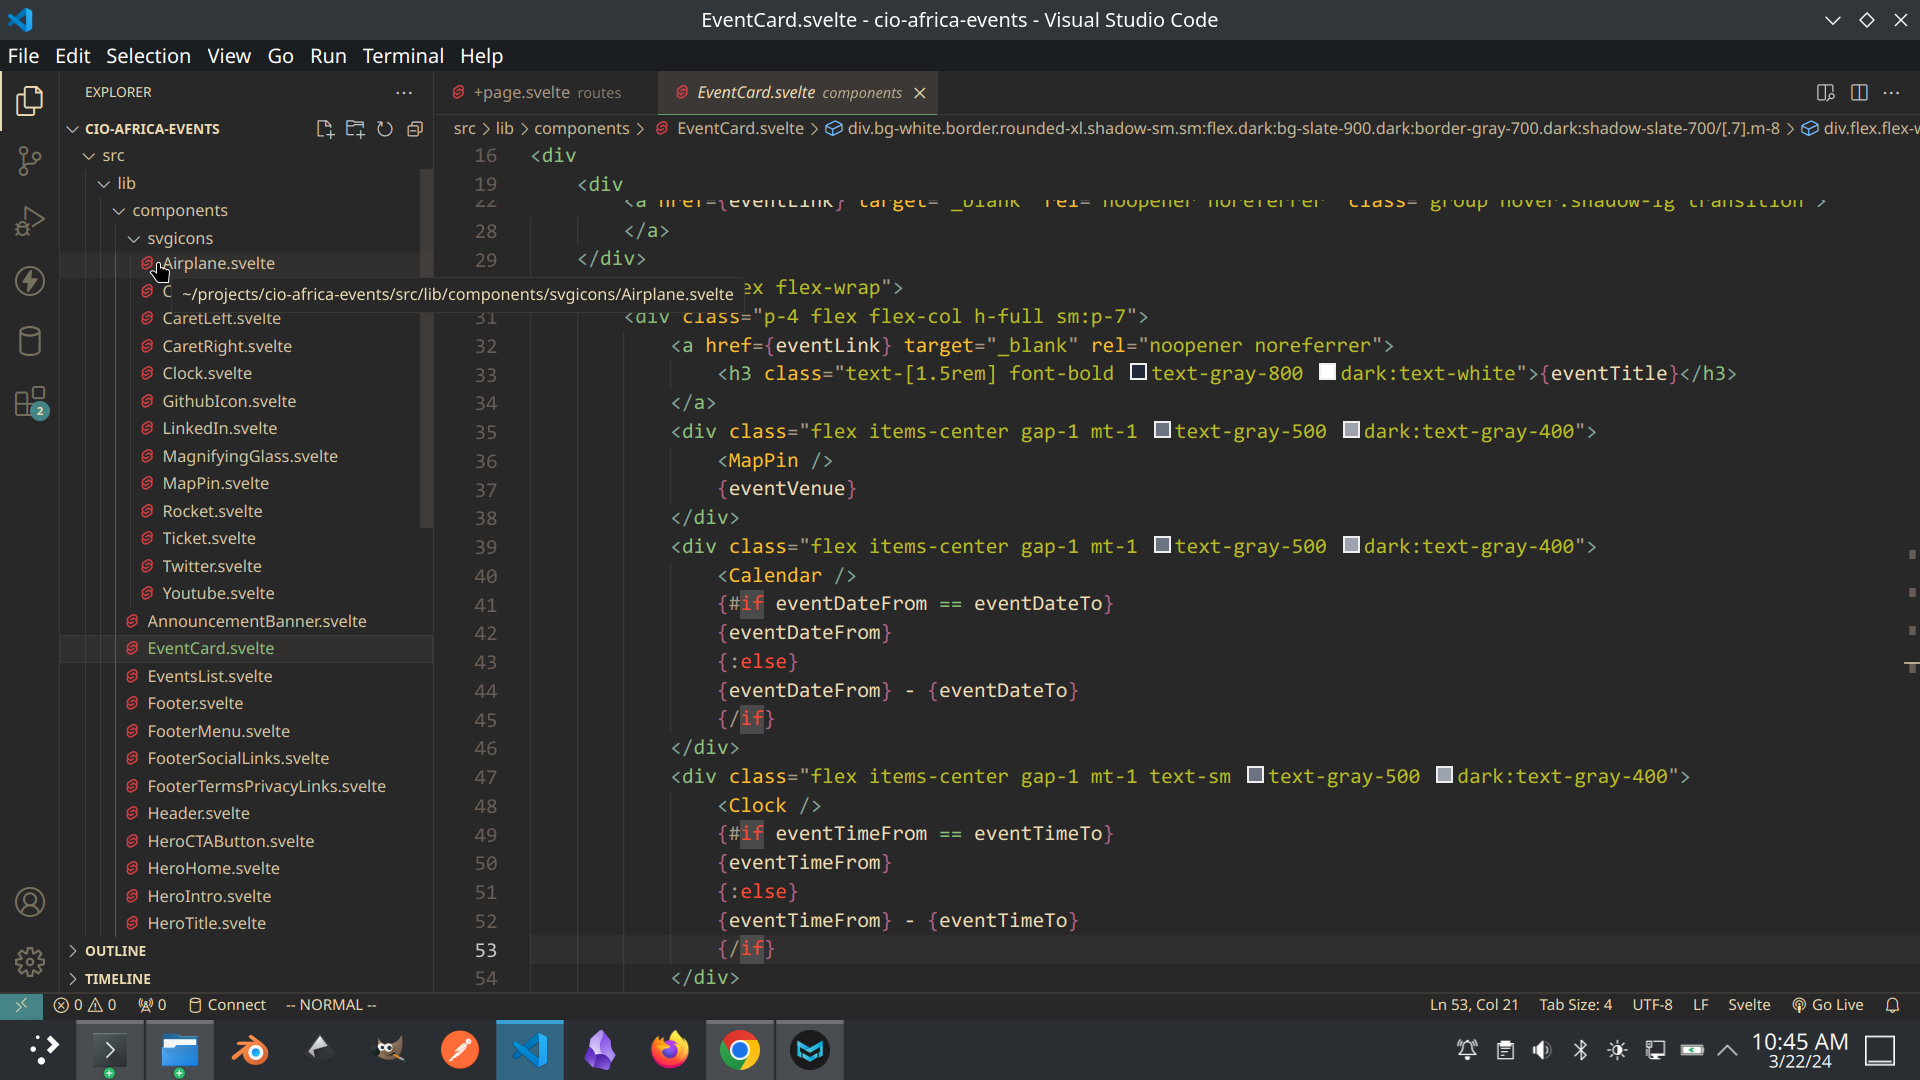 EventCard.svelte - cio-africa-events - Visual Studio Code
File Edit Selection View Go Run Terminal Help
EXPLORER
+page.svelte routes
EventCard.svelte components
CIO-AFRICA-EVENTS
src > lib > components > EventCard.svelte > div.bg-white.border.rounded-xl.shadow-sm.sm:flex.dark:bg-slate-900.dark:border-gray-700.dark:shadow-slate-700/[.7].m-8 > div.flex.flex-w
src
lib
components
svgicons
Airplane.svelte
C
~/projects/cio-africa-events/src/lib/components/svgicons/Airplane.svelte
CaretLeft.svelte
CaretRight.svelte
Clock.svelte
GithubIcon.svelte
LinkedIn.svelte
MagnifyingGlass.svelte
MapPin.svelte
Rocket.svelte
Ticket.svelte
Twitter.svelte
Youtube.svelte
AnnouncementBanner.svelte
EventCard.svelte
EventsList.svelte
Footer.svelte
FooterMenu.svelte
FooterSocialLinks.svelte
FooterTermsPrivacyLinks.svelte
Header.svelte
HeroCTAButton.svelte
HeroHome.svelte
HeroIntro.svelte
HeroTitle.svelte
OUTLINE
TIMELINE
2
16 <div
19 <div
22 <a href={eventLink} target="_blank" rel="noopener noreferrer" class="group hover:shadow-lg transition">
28 </a>
29 </div>
ex flex-wrap">
31 <div class="p-4 flex flex-col h-full sm:p-7">
32 <a href={eventLink} target="_blank" rel="noopener noreferrer">
33 <h3 class="text-[1.5rem] font-bold text-gray-800 dark:text-white">{eventTitle}</h3>
34 </a>
35 <div class="flex items-center gap-1 mt-1 text-gray-500 dark:text-gray-400">
36 <MapPin />
37 {eventVenue}
38 </div>
39 <div class="flex items-center gap-1 mt-1 text-gray-500 dark:text-gray-400">
40 <Calendar />
41 {#if eventDateFrom == eventDateTo}
42 {eventDateFrom}
43 {:else}
44 {eventDateFrom} - {eventDateTo}
45 {/if}
46 </div>
47 <div class="flex items-center gap-1 mt-1 text-sm text-gray-500 dark:text-gray-400">
48 <Clock />
49 {#if eventTimeFrom == eventTimeTo}
50 {eventTimeFrom}
51 {:else}
52 {eventTimeFrom} - {eventTimeTo}
53 {/if}
54 </div>
0 0 0 Connect -- NORMAL -- Ln 53, Col 21 Tab Size: 4 UTF-8 LF Svelte Go Live
10:45 AM
3/22/24